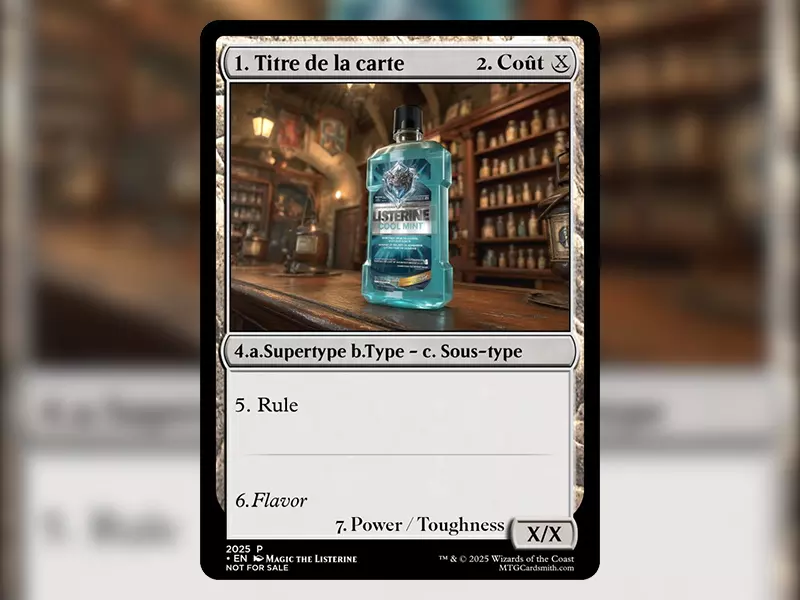 1. Titre de la carte 2. Coût X
LISTERINE
COOL MINT
4.a.Supertype b.Type - c. Sous-type
5. Rule
6.Flavor
7. Power / Toughness X/X
2025 P
• EN Magic the Listerine ™ & © 2025 Wizards of the Coast
NOT FOR SALE MTGCardsmith.com